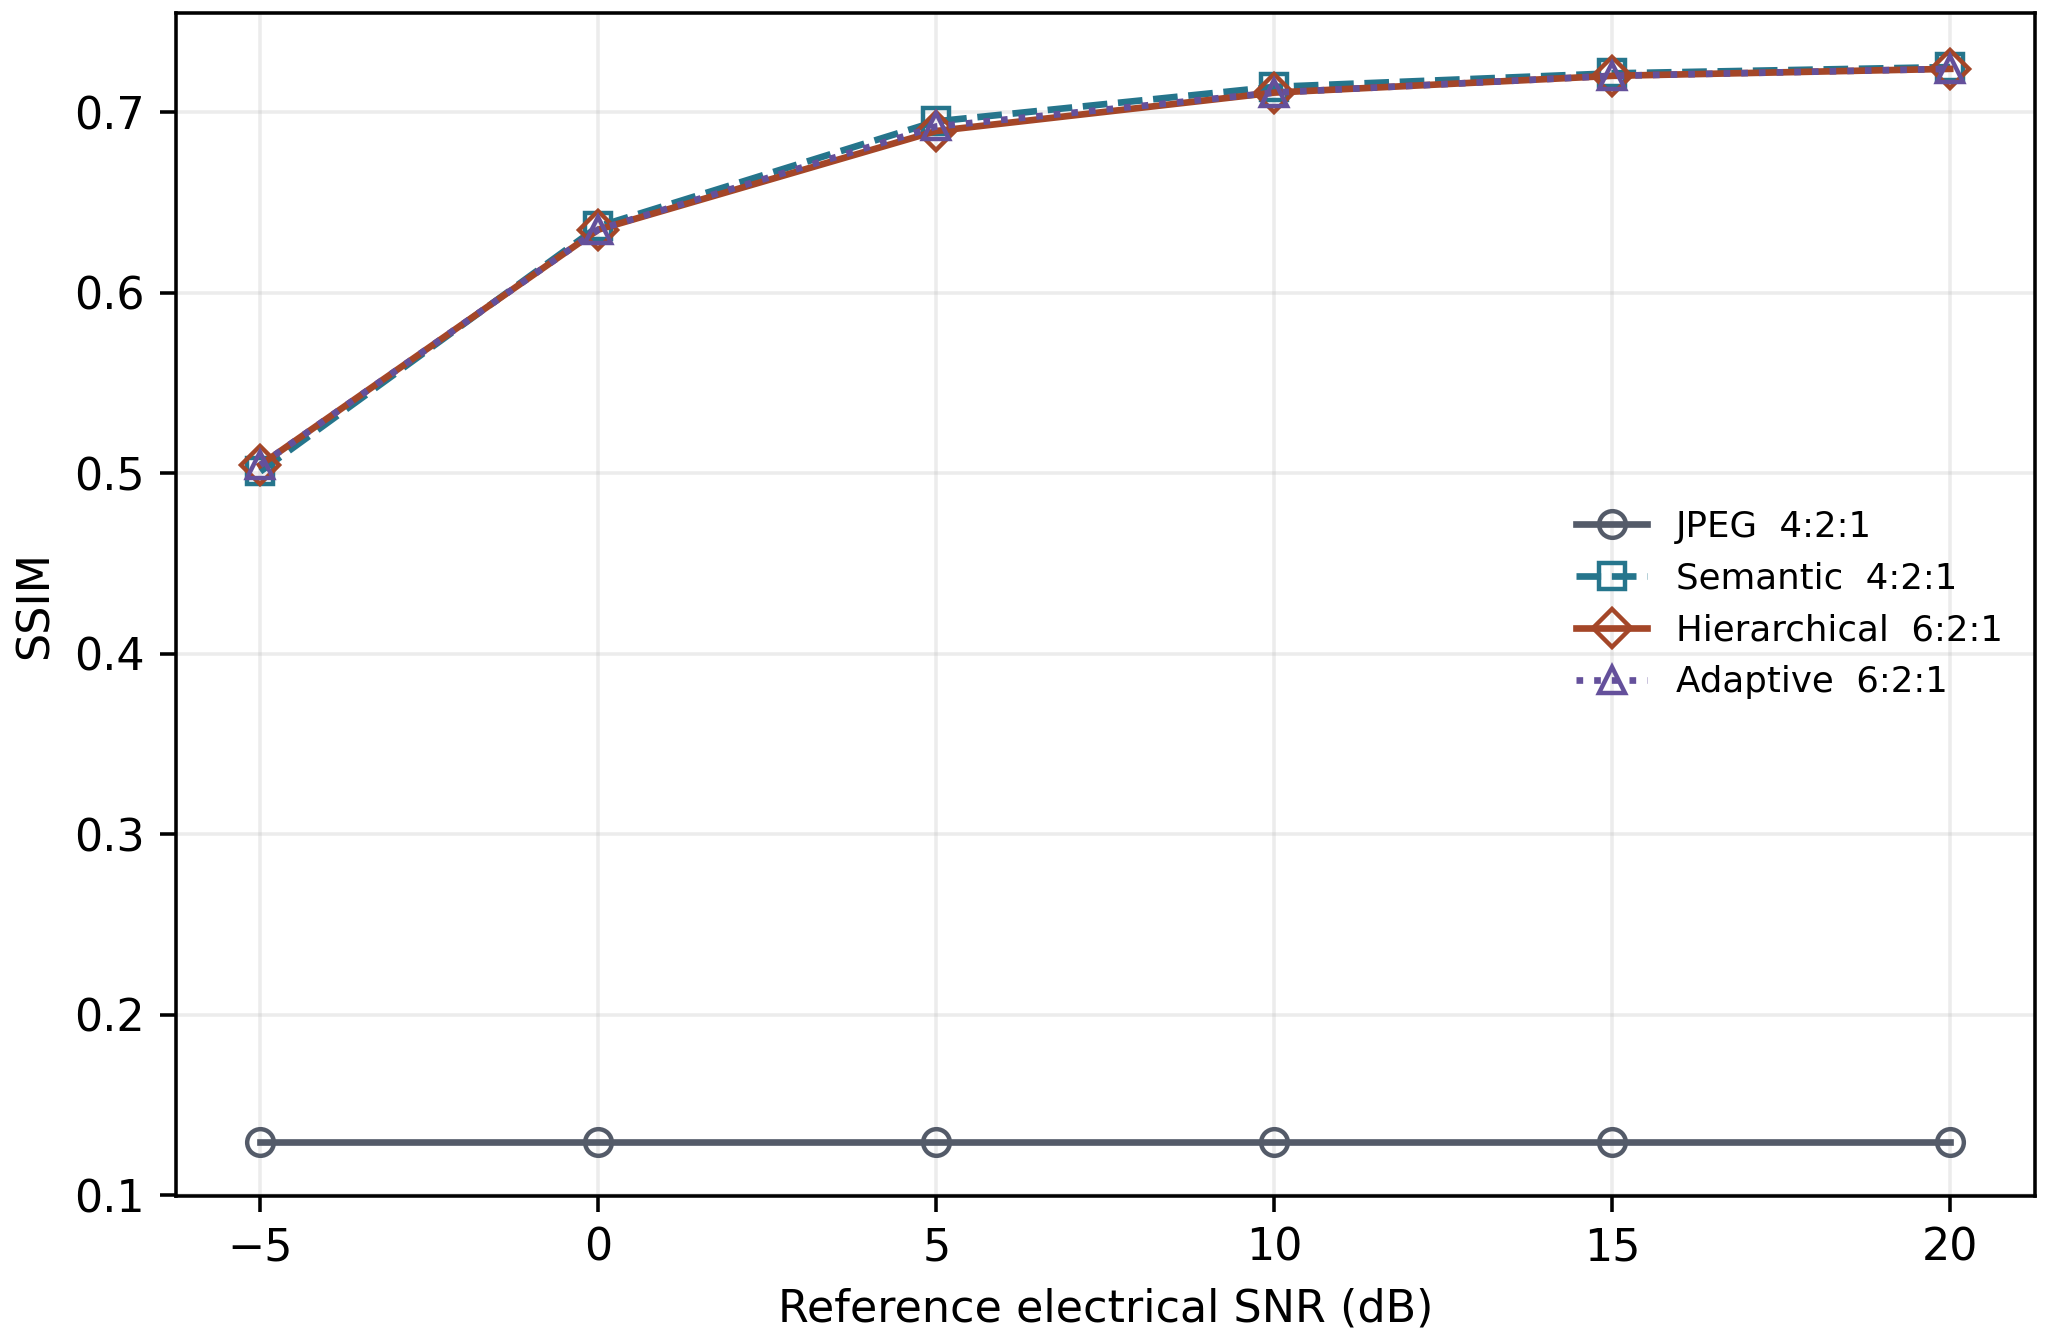 SSIM
0.7
0.6
0.5
0.4
0.3
0.2
0.1
JPEG  4:2:1
Semantic  4:2:1
Hierarchical  6:2:1
Adaptive  6:2:1
−5 0 5 10 15 20
Reference electrical SNR (dB)